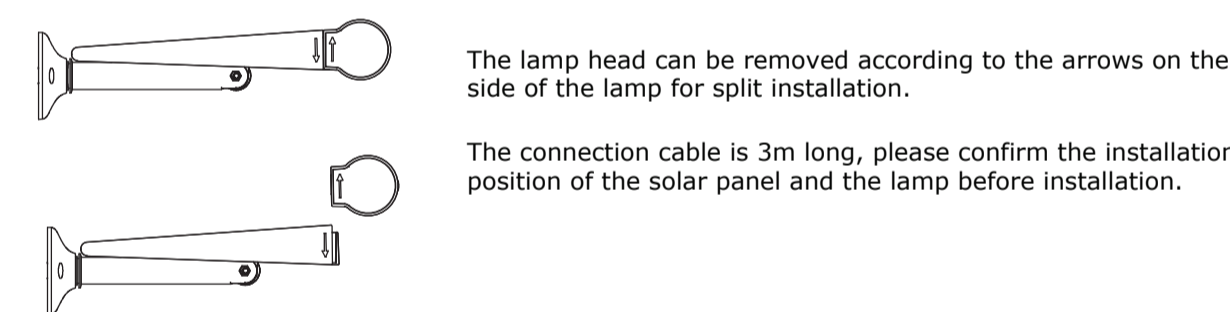 The lamp head can be removed according to the arrows on the
side of the lamp for split installation.
The connection cable is 3m long, please confirm the installation
position of the solar panel and the lamp before installation.